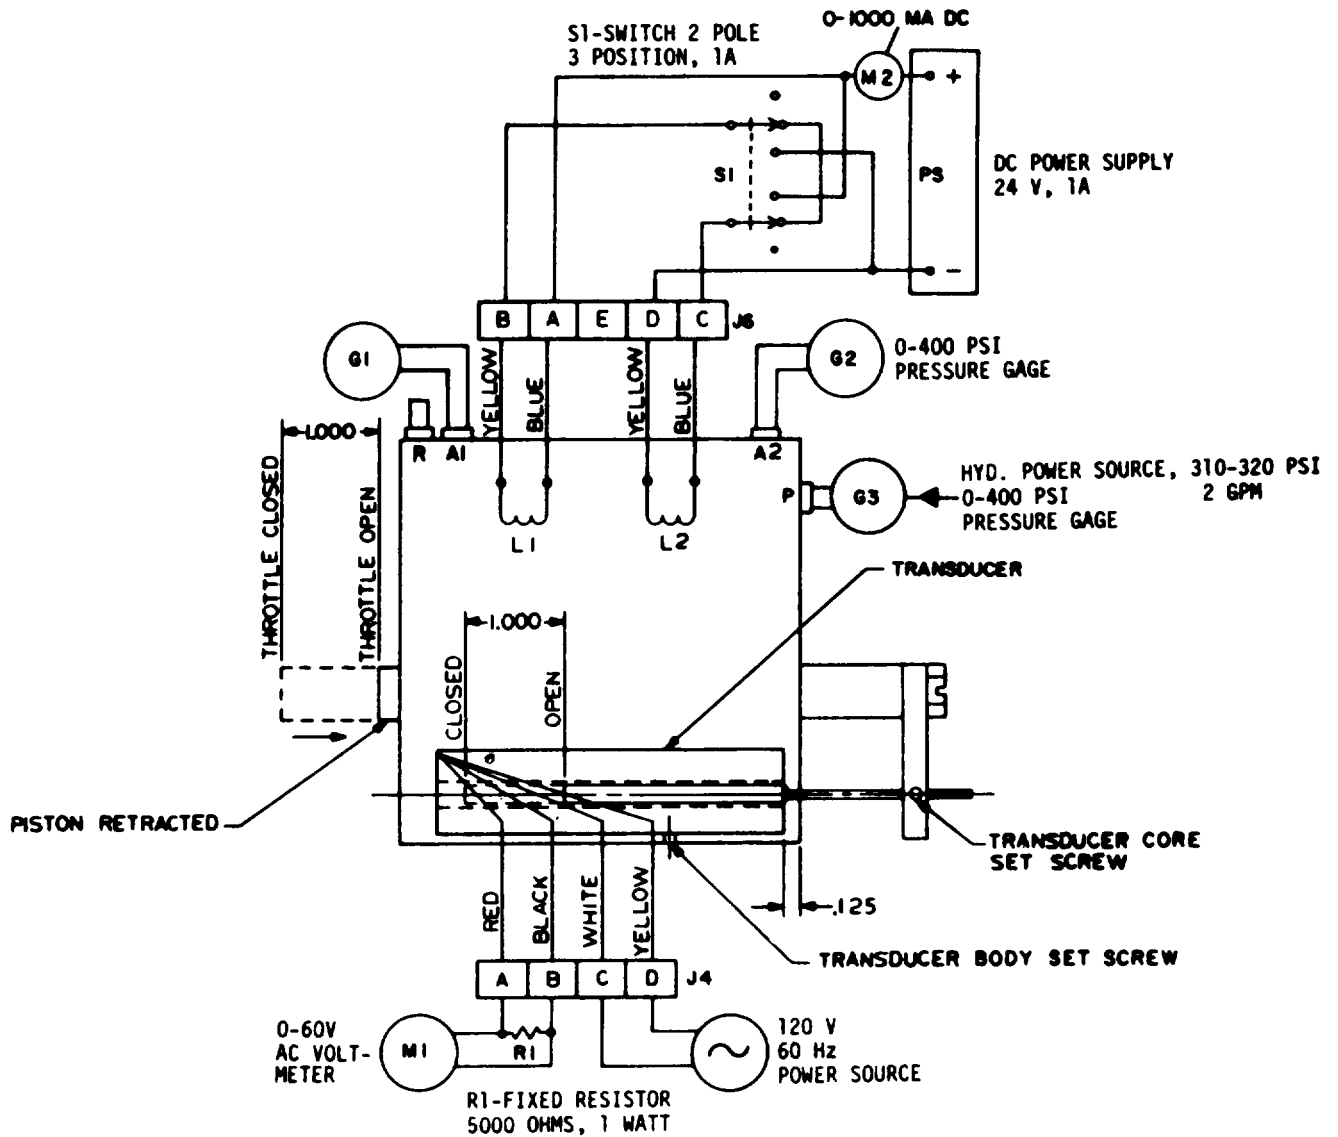 0-1000 MA DC
S1-SWITCH 2 POLE
3 POSITION, 1A
M2
+
S1
PS
DC POWER SUPPLY
24 V, 1A
-
B A E D C J6
G1
G2
0-400 PSI
PRESSURE GAGE
YELLOW
BLUE
YELLOW
BLUE
1.000
R A1
A2
THROTTLE CLOSED
THROTTLE OPEN
P
G3
HYD. POWER SOURCE, 310-320 PSI
0-400 PSI 2 GPM
PRESSURE GAGE
L1
L2
TRANSDUCER
1.000
CLOSED
OPEN
PISTON RETRACTED
TRANSDUCER CORE
SET SCREW
.125
RED
BLACK
WHITE
YELLOW
TRANSDUCER BODY SET SCREW
A B C D J4
0-60V
AC VOLT-
METER
M1
R1
120 V
60 Hz
POWER SOURCE
R1-FIXED RESISTOR
5000 OHMS, 1 WATT